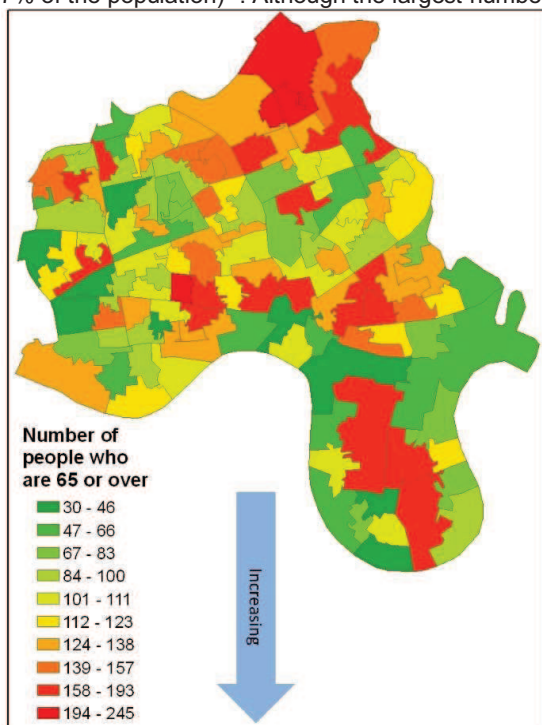 7% of the population) . Although the largest numbe
Number of
people who
are 65 or over
30 - 46
47 - 66
67 - 83
84 - 100
101 - 111
112 - 123
124 - 138
139 - 157
158 - 193
194 - 245
Increasing